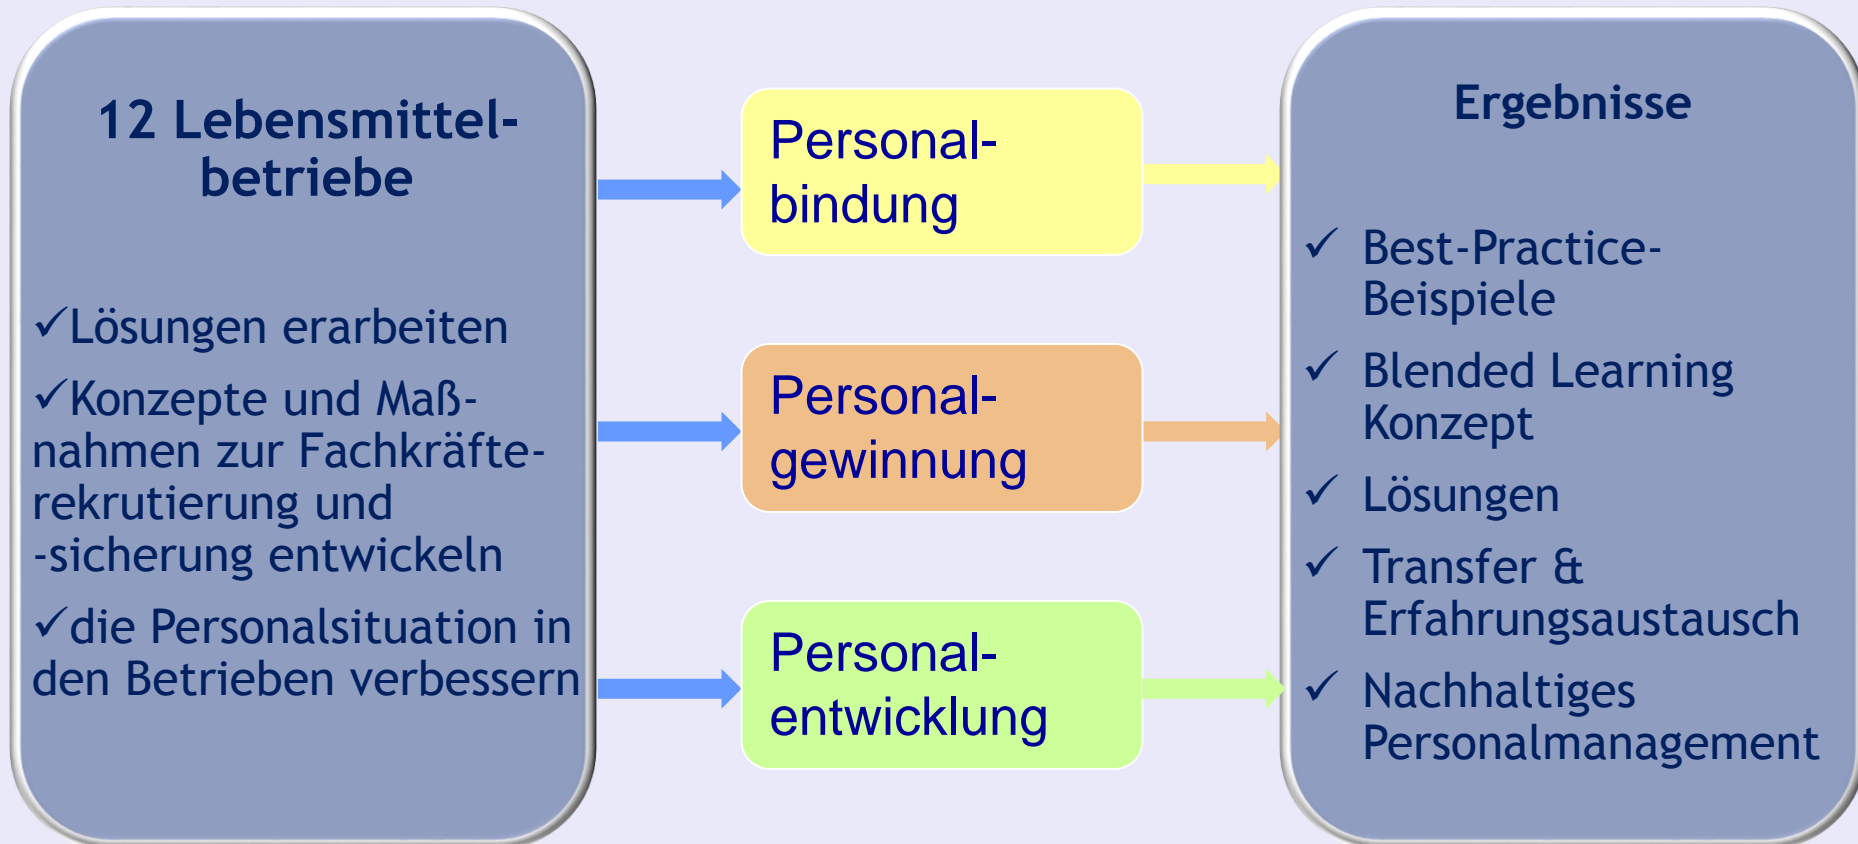 12 Lebensmittel-
betriebe
✓Lösungen erarbeiten
✓Konzepte und Maß-
nahmen zur Fachkräfte-
rekrutierung und
-sicherung entwickeln
✓die Personalsituation in
den Betrieben verbessern
Personal-
bindung
Personal-
gewinnung
Personal-
entwicklung
Ergebnisse
✓ Best-Practice-
Beispiele
✓ Blended Learning
Konzept
✓ Lösungen
✓ Transfer &
Erfahrungsaustausch
✓ Nachhaltiges
Personalmanagement